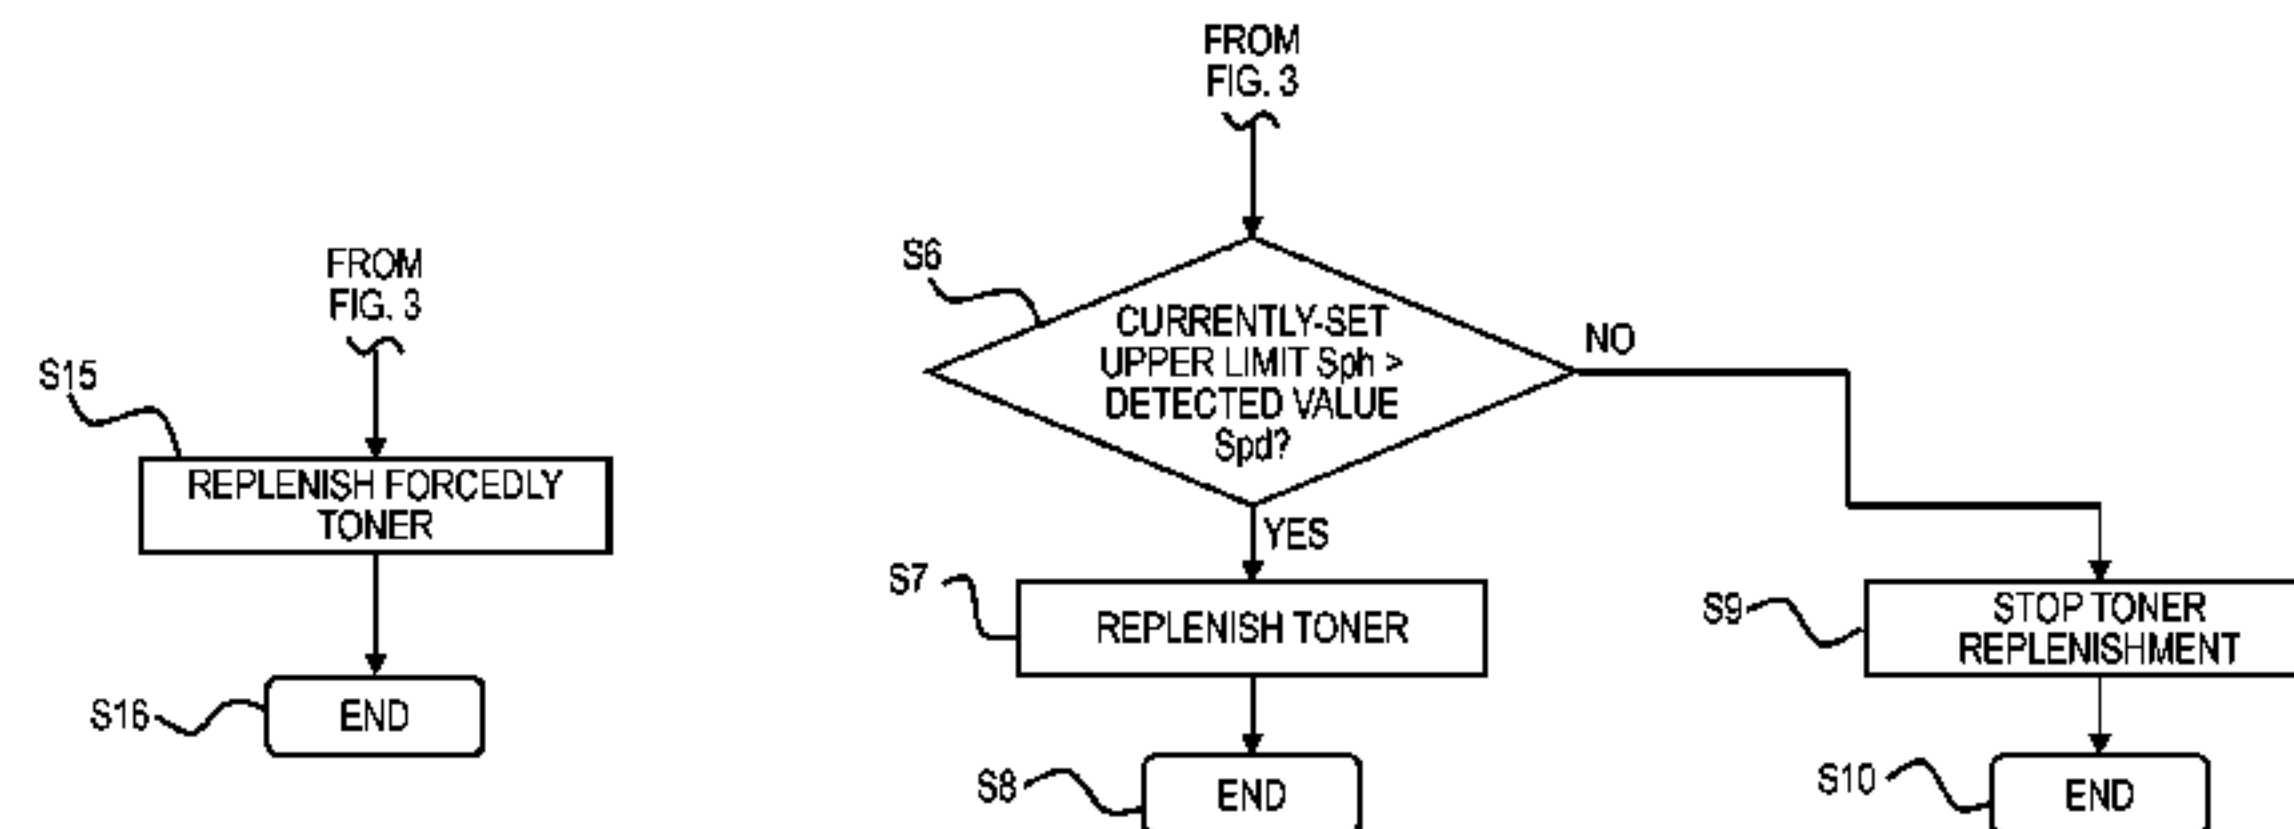 FROM
FIG. 3
S15
REPLENISH FORCEDLY
TONER
S16
END
FROM
FIG. 3
S6
CURRENTLY-SET
UPPER LIMIT Sph >
DETECTED VALUE
Spd?
NO
YES
S7
REPLENISH TONER
S8
END
S9
STOP TONER
REPLENISHMENT
S10
END